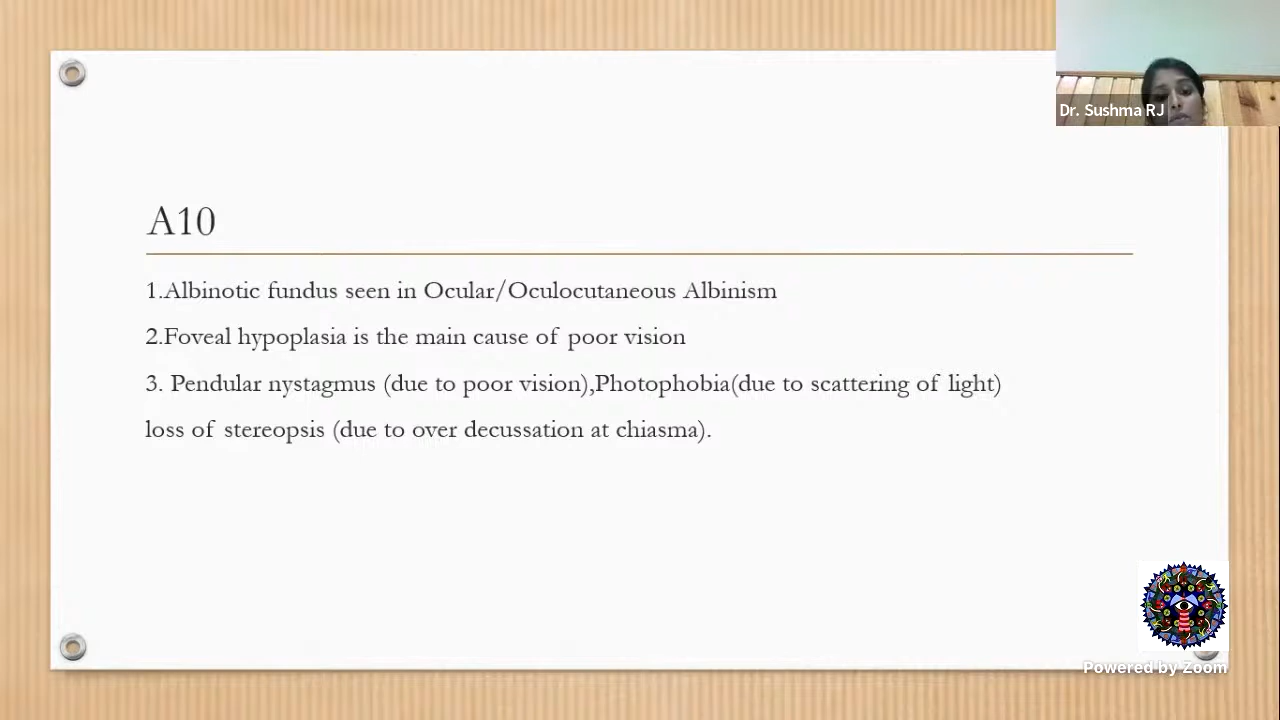 Dr. Sushma RJ
A10
1.Albinotic fundus seen in Ocular/Oculocutaneous Albinism
2.Foveal hypoplasia is the main cause of poor vision
3. Pendular nystagmus (due to poor vision),Photophobia(due to scattering of light)
loss of stereopsis (due to over decussation at chiasma).
Powered by Zoom